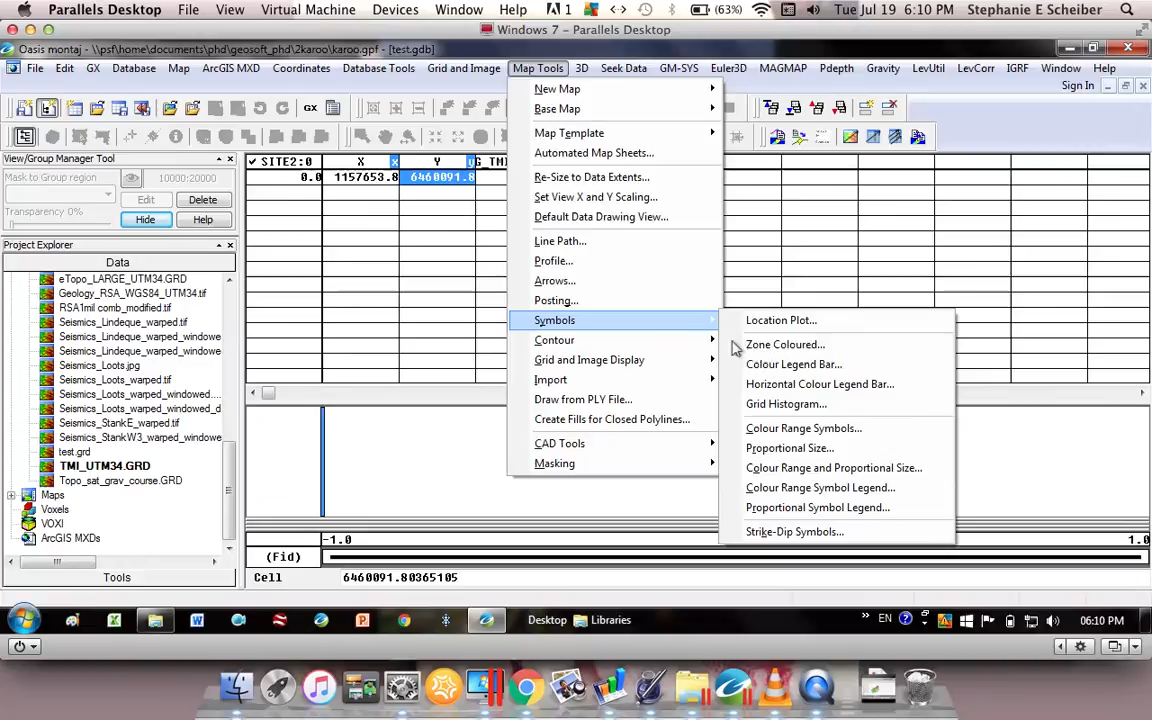 Parallels Desktop File View Virtual Machine Devices Window Help 1 (63%) Tue Jul 19 6:10 PM Stephanie E Scheiber
Windows 7 – Parallels Desktop
Oasis montaj - \\psf\home\documents\phd\geosoft_phd\2karoo\karoo.gpf - [test.gdb]
File Edit GX Database Map ArcGIS MXD Coordinates Database Tools Grid and Image Map Tools 3D Seek Data GM-SYS Euler3D MAGMAP Pdepth Gravity LevUtil LevCorr IGRF Window Help
Sign In
GX
View/Group Manager Tool
Mask to Group region 10000:20000
Edit Delete
Transparency 0%
Hide Help
Project Explorer
Data
eTopo_LARGE_UTM34.GRD
Geology_RSA_WGS84_UTM34.tif
RSA1mil comb_modified.tif
Seismics_Lindeque_warped.tif
Seismics_Lindeque_warped_windowe
Seismics_Loots.jpg
Seismics_Loots_warped.tif
Seismics_Loots_warped_windowed....
Seismics_Loots_warped_windowed_d
Seismics_StankE_warped.tif
Seismics_StankW3_warped_windowe
test.grd
TMI_UTM34.GRD
Topo_sat_grav_course.GRD
Maps
Voxels
VOXI
ArcGIS MXDs
Tools
SITE2:0 X x Y y G_TMI
0.0 1157653.8 6460091.8
New Map
Base Map
Map Template
Automated Map Sheets...
Re-Size to Data Extents...
Set View X and Y Scaling...
Default Data Drawing View...
Line Path...
Profile...
Arrows...
Posting...
Symbols
Contour
Grid and Image Display
Import
Draw from PLY File...
Create Fills for Closed Polylines...
CAD Tools
Masking
Location Plot...
Zone Coloured...
Colour Legend Bar...
Horizontal Colour Legend Bar...
Grid Histogram...
Colour Range Symbols...
Proportional Size...
Colour Range and Proportional Size...
Colour Range Symbol Legend...
Proportional Symbol Legend...
Strike-Dip Symbols...
-1.0 1.0
(Fid)
Cell 6460091.80365105
Desktop Libraries EN 06:10 PM